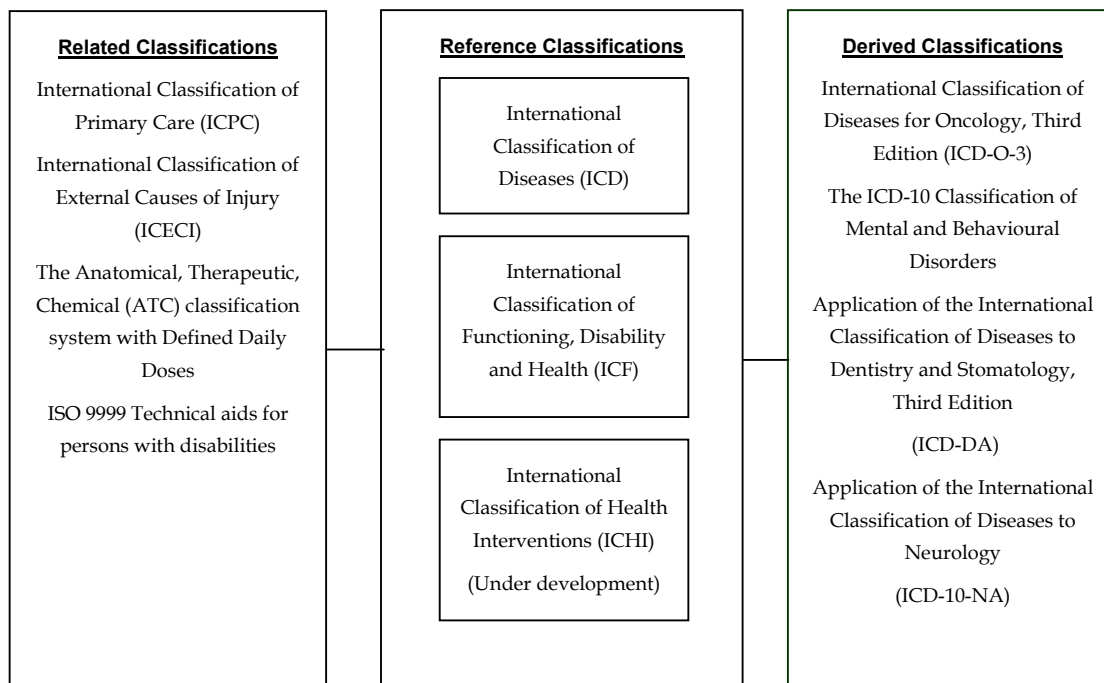 Related Classifications
International Classification of
Primary Care (ICPC)
International Classification of
External Causes of Injury
(ICECI)
The Anatomical, Therapeutic,
Chemical (ATC) classification
system with Defined Daily
Doses
ISO 9999 Technical aids for
persons with disabilities
Reference Classifications
International
Classification of
Diseases (ICD)
International
Classification of
Functioning, Disability
and Health (ICF)
International
Classification of Health
Interventions (ICHI)
(Under development)
Derived Classifications
International Classification of
Diseases for Oncology, Third
Edition (ICD-O-3)
The ICD-10 Classification of
Mental and Behavioural
Disorders
Application of the International
Classification of Diseases to
Dentistry and Stomatology,
Third Edition
(ICD-DA)
Application of the International
Classification of Diseases to
Neurology
(ICD-10-NA)